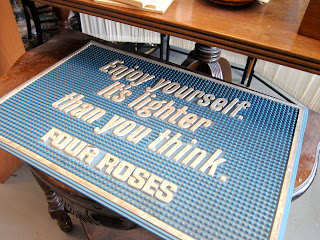 Enjoy yourself.
It's lighter
than you think.
FOUR ROSES